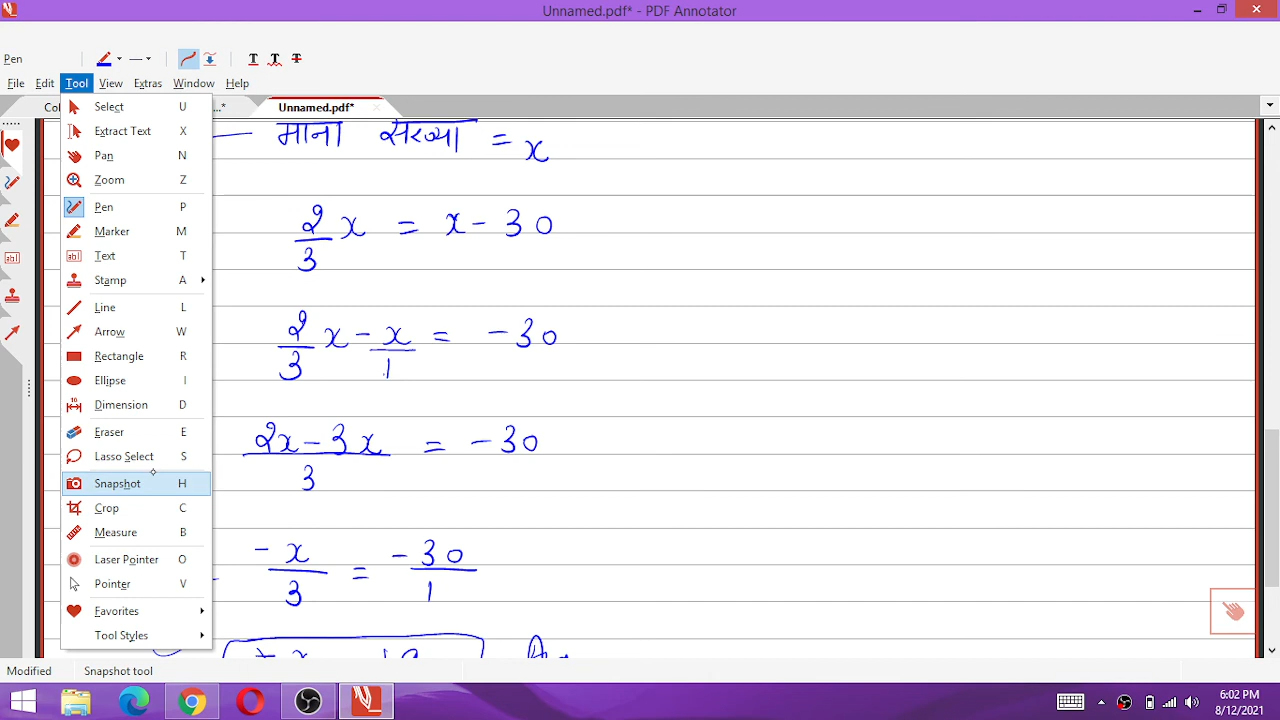 Unnamed.pdf* - PDF Annotator
Pen
T T T
File Edit Tool View Extras Window Help
Col ...* Unnamed.pdf*
Select U
Extract Text X
Pan N
Zoom Z
Pen P
Marker M
Text T
Stamp A
Line L
Arrow W
Rectangle R
Ellipse I
Dimension D
Eraser E
Lasso Select S
Snapshot H
Crop C
Measure B
Laser Pointer O
Pointer V
Favorites
Tool Styles
— माना संख्या = x
2/3 x = x - 30
2/3 x - x/1 = -30
2x - 3x / 3 = -30
-x/3 = -30/1
Modified Snapshot tool
6:02 PM
8/12/2021